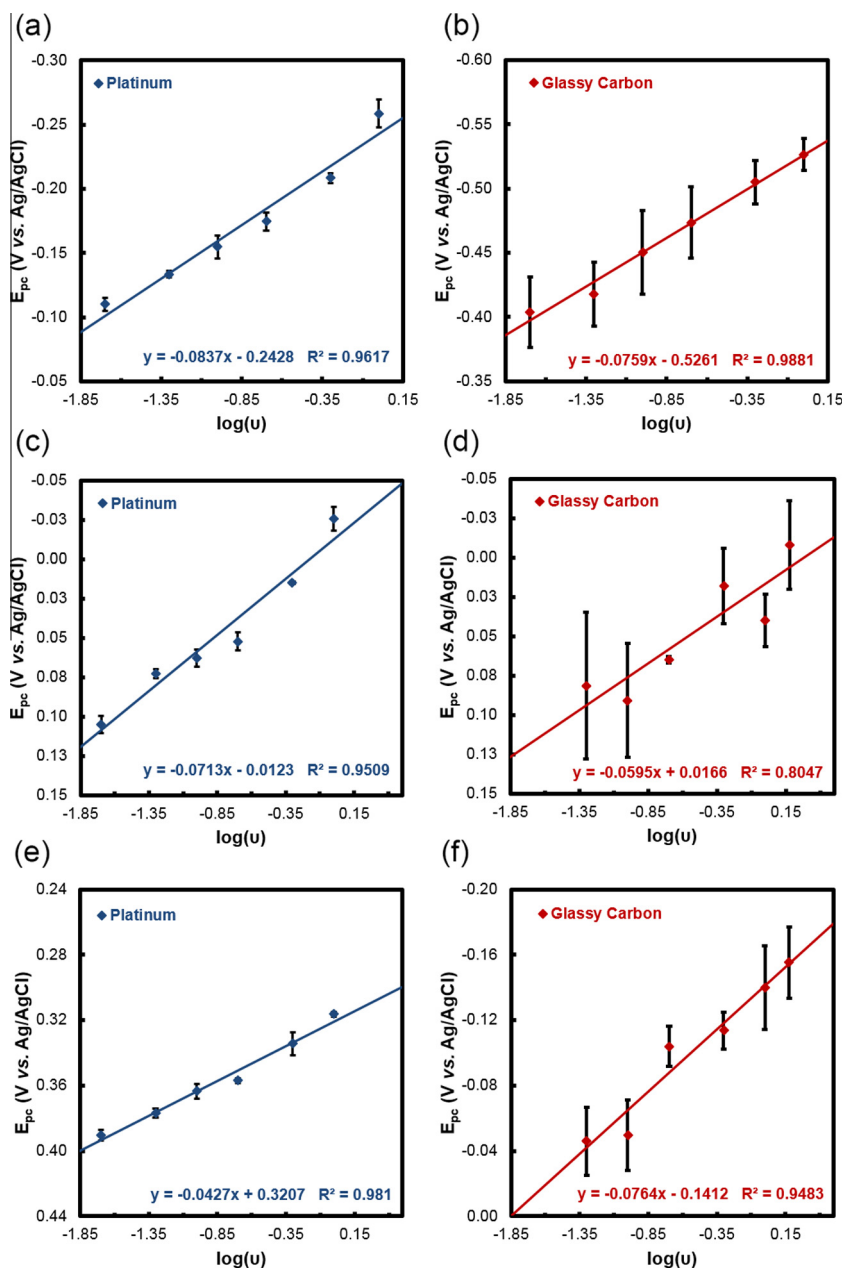 (a)
-0.30
-0.25
-0.20
-0.15
-0.10
-0.05
Epc (V vs. Ag/AgCl)
Platinum
y = -0.0837x - 0.2428 R² = 0.9617
-1.85 -1.35 -0.85 -0.35 0.15
log(υ)
(b)
-0.60
-0.55
-0.50
-0.45
-0.40
-0.35
Epc (V vs. Ag/AgCl)
Glassy Carbon
y = -0.0759x - 0.5261 R² = 0.9881
-1.85 -1.35 -0.85 -0.35 0.15
log(υ)
(c)
-0.05
-0.03
0.00
0.03
0.05
0.08
0.10
0.13
0.15
Epc (V vs. Ag/AgCl)
Platinum
y = -0.0713x - 0.0123 R² = 0.9509
-1.85 -1.35 -0.85 -0.35 0.15
log(υ)
(d)
-0.05
-0.03
0.00
0.03
0.05
0.08
0.10
0.13
0.15
Epc (V vs. Ag/AgCl)
Glassy Carbon
y = -0.0595x + 0.0166 R² = 0.8047
-1.85 -1.35 -0.85 -0.35 0.15
log(υ)
(e)
0.24
0.28
0.32
0.36
0.40
0.44
Epc (V vs. Ag/AgCl)
Platinum
y = -0.0427x + 0.3207 R² = 0.981
-1.85 -1.35 -0.85 -0.35 0.15
log(υ)
(f)
-0.20
-0.16
-0.12
-0.08
-0.04
0.00
Epc (V vs. Ag/AgCl)
Glassy Carbon
y = -0.0764x - 0.1412 R² = 0.9483
-1.85 -1.35 -0.85 -0.35 0.15
log(υ)